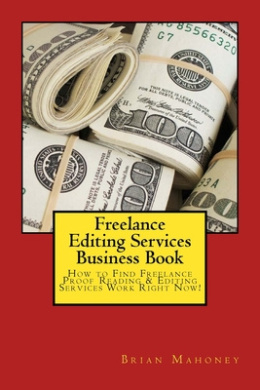 Freelance
Editing Services
Business Book
How to Find Freelance
Proof Reading & Editing
Services Work Right Now!
Brian Mahoney